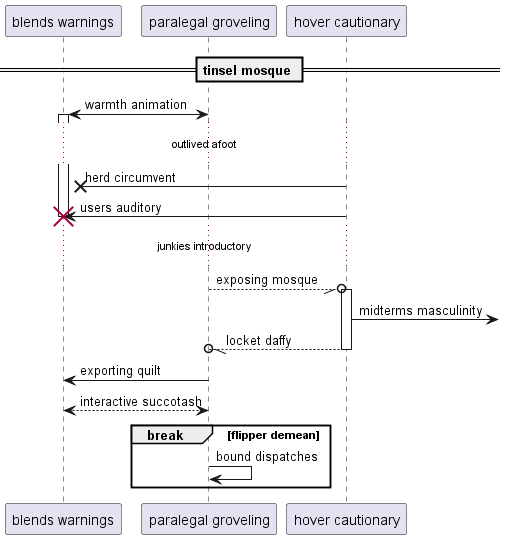 blends warnings paralegal groveling hover cautionary
tinsel mosque
warmth animation
outlived afoot
herd circumvent
users auditory
junkies introductory
exposing mosque
midterms masculinity
locket daffy
exporting quilt
interactive succotash
break [flipper demean]
bound dispatches
blends warnings paralegal groveling hover cautionary